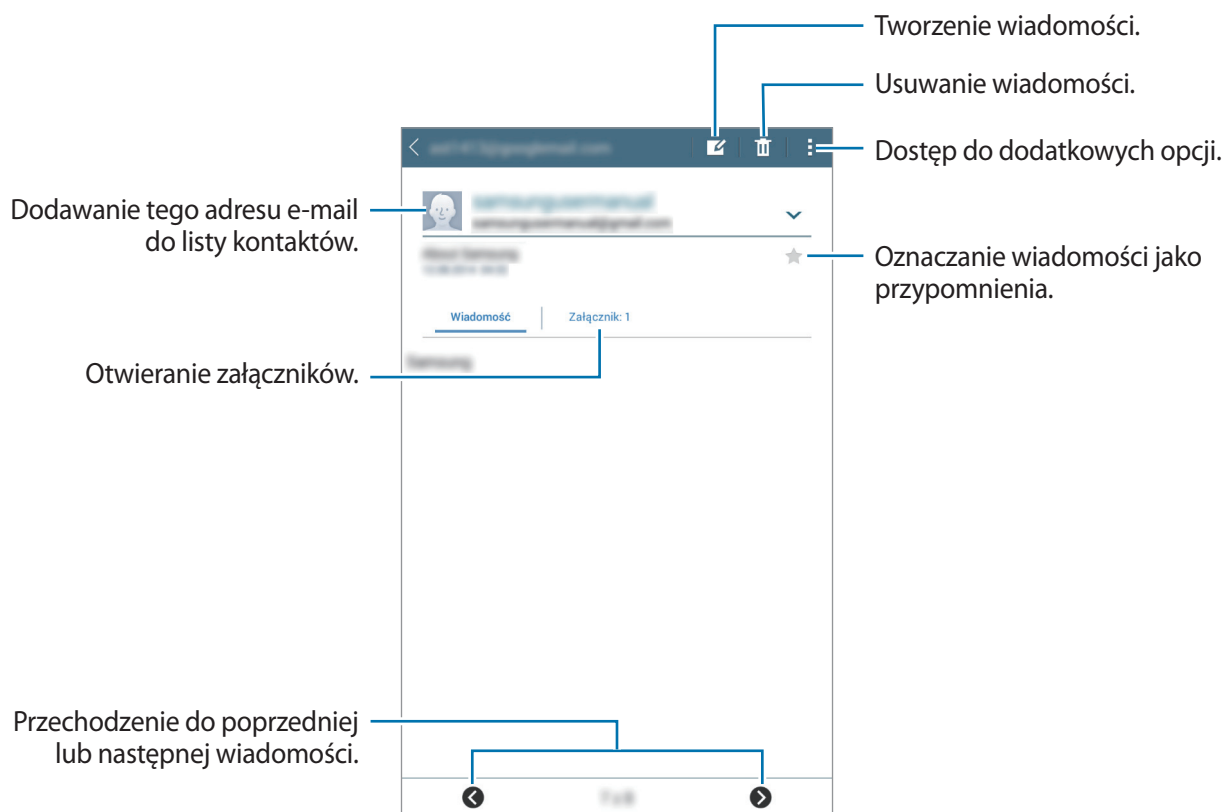 Tworzenie wiadomości.
Usuwanie wiadomości.
Dostęp do dodatkowych opcji.
Dodawanie tego adresu e-mail
do listy kontaktów.
Oznaczanie wiadomości jako
przypomnienia.
Wiadomość
Załącznik: 1
Otwieranie załączników.
Przechodzenie do poprzedniej
lub następnej wiadomości.